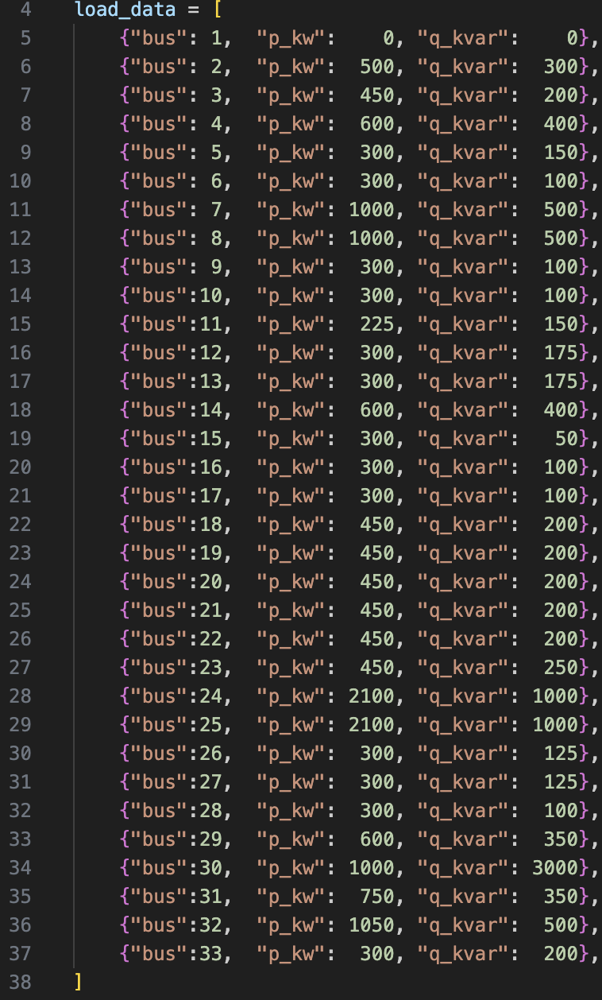 4 load_data = [
5 {"bus": 1, "p_kw": 0, "q_kvar": 0},
6 {"bus": 2, "p_kw": 500, "q_kvar": 300},
7 {"bus": 3, "p_kw": 450, "q_kvar": 200},
8 {"bus": 4, "p_kw": 600, "q_kvar": 400},
9 {"bus": 5, "p_kw": 300, "q_kvar": 150},
10 {"bus": 6, "p_kw": 300, "q_kvar": 100},
11 {"bus": 7, "p_kw": 1000, "q_kvar": 500},
12 {"bus": 8, "p_kw": 1000, "q_kvar": 500},
13 {"bus": 9, "p_kw": 300, "q_kvar": 100},
14 {"bus":10, "p_kw": 300, "q_kvar": 100},
15 {"bus":11, "p_kw": 225, "q_kvar": 150},
16 {"bus":12, "p_kw": 300, "q_kvar": 175},
17 {"bus":13, "p_kw": 300, "q_kvar": 175},
18 {"bus":14, "p_kw": 600, "q_kvar": 400},
19 {"bus":15, "p_kw": 300, "q_kvar": 50},
20 {"bus":16, "p_kw": 300, "q_kvar": 100},
21 {"bus":17, "p_kw": 300, "q_kvar": 100},
22 {"bus":18, "p_kw": 450, "q_kvar": 200},
23 {"bus":19, "p_kw": 450, "q_kvar": 200},
24 {"bus":20, "p_kw": 450, "q_kvar": 200},
25 {"bus":21, "p_kw": 450, "q_kvar": 200},
26 {"bus":22, "p_kw": 450, "q_kvar": 200},
27 {"bus":23, "p_kw": 450, "q_kvar": 250},
28 {"bus":24, "p_kw": 2100, "q_kvar": 1000},
29 {"bus":25, "p_kw": 2100, "q_kvar": 1000},
30 {"bus":26, "p_kw": 300, "q_kvar": 125},
31 {"bus":27, "p_kw": 300, "q_kvar": 125},
32 {"bus":28, "p_kw": 300, "q_kvar": 100},
33 {"bus":29, "p_kw": 600, "q_kvar": 350},
34 {"bus":30, "p_kw": 1000, "q_kvar": 3000},
35 {"bus":31, "p_kw": 750, "q_kvar": 350},
36 {"bus":32, "p_kw": 1050, "q_kvar": 500},
37 {"bus":33, "p_kw": 300, "q_kvar": 200},
38 ]